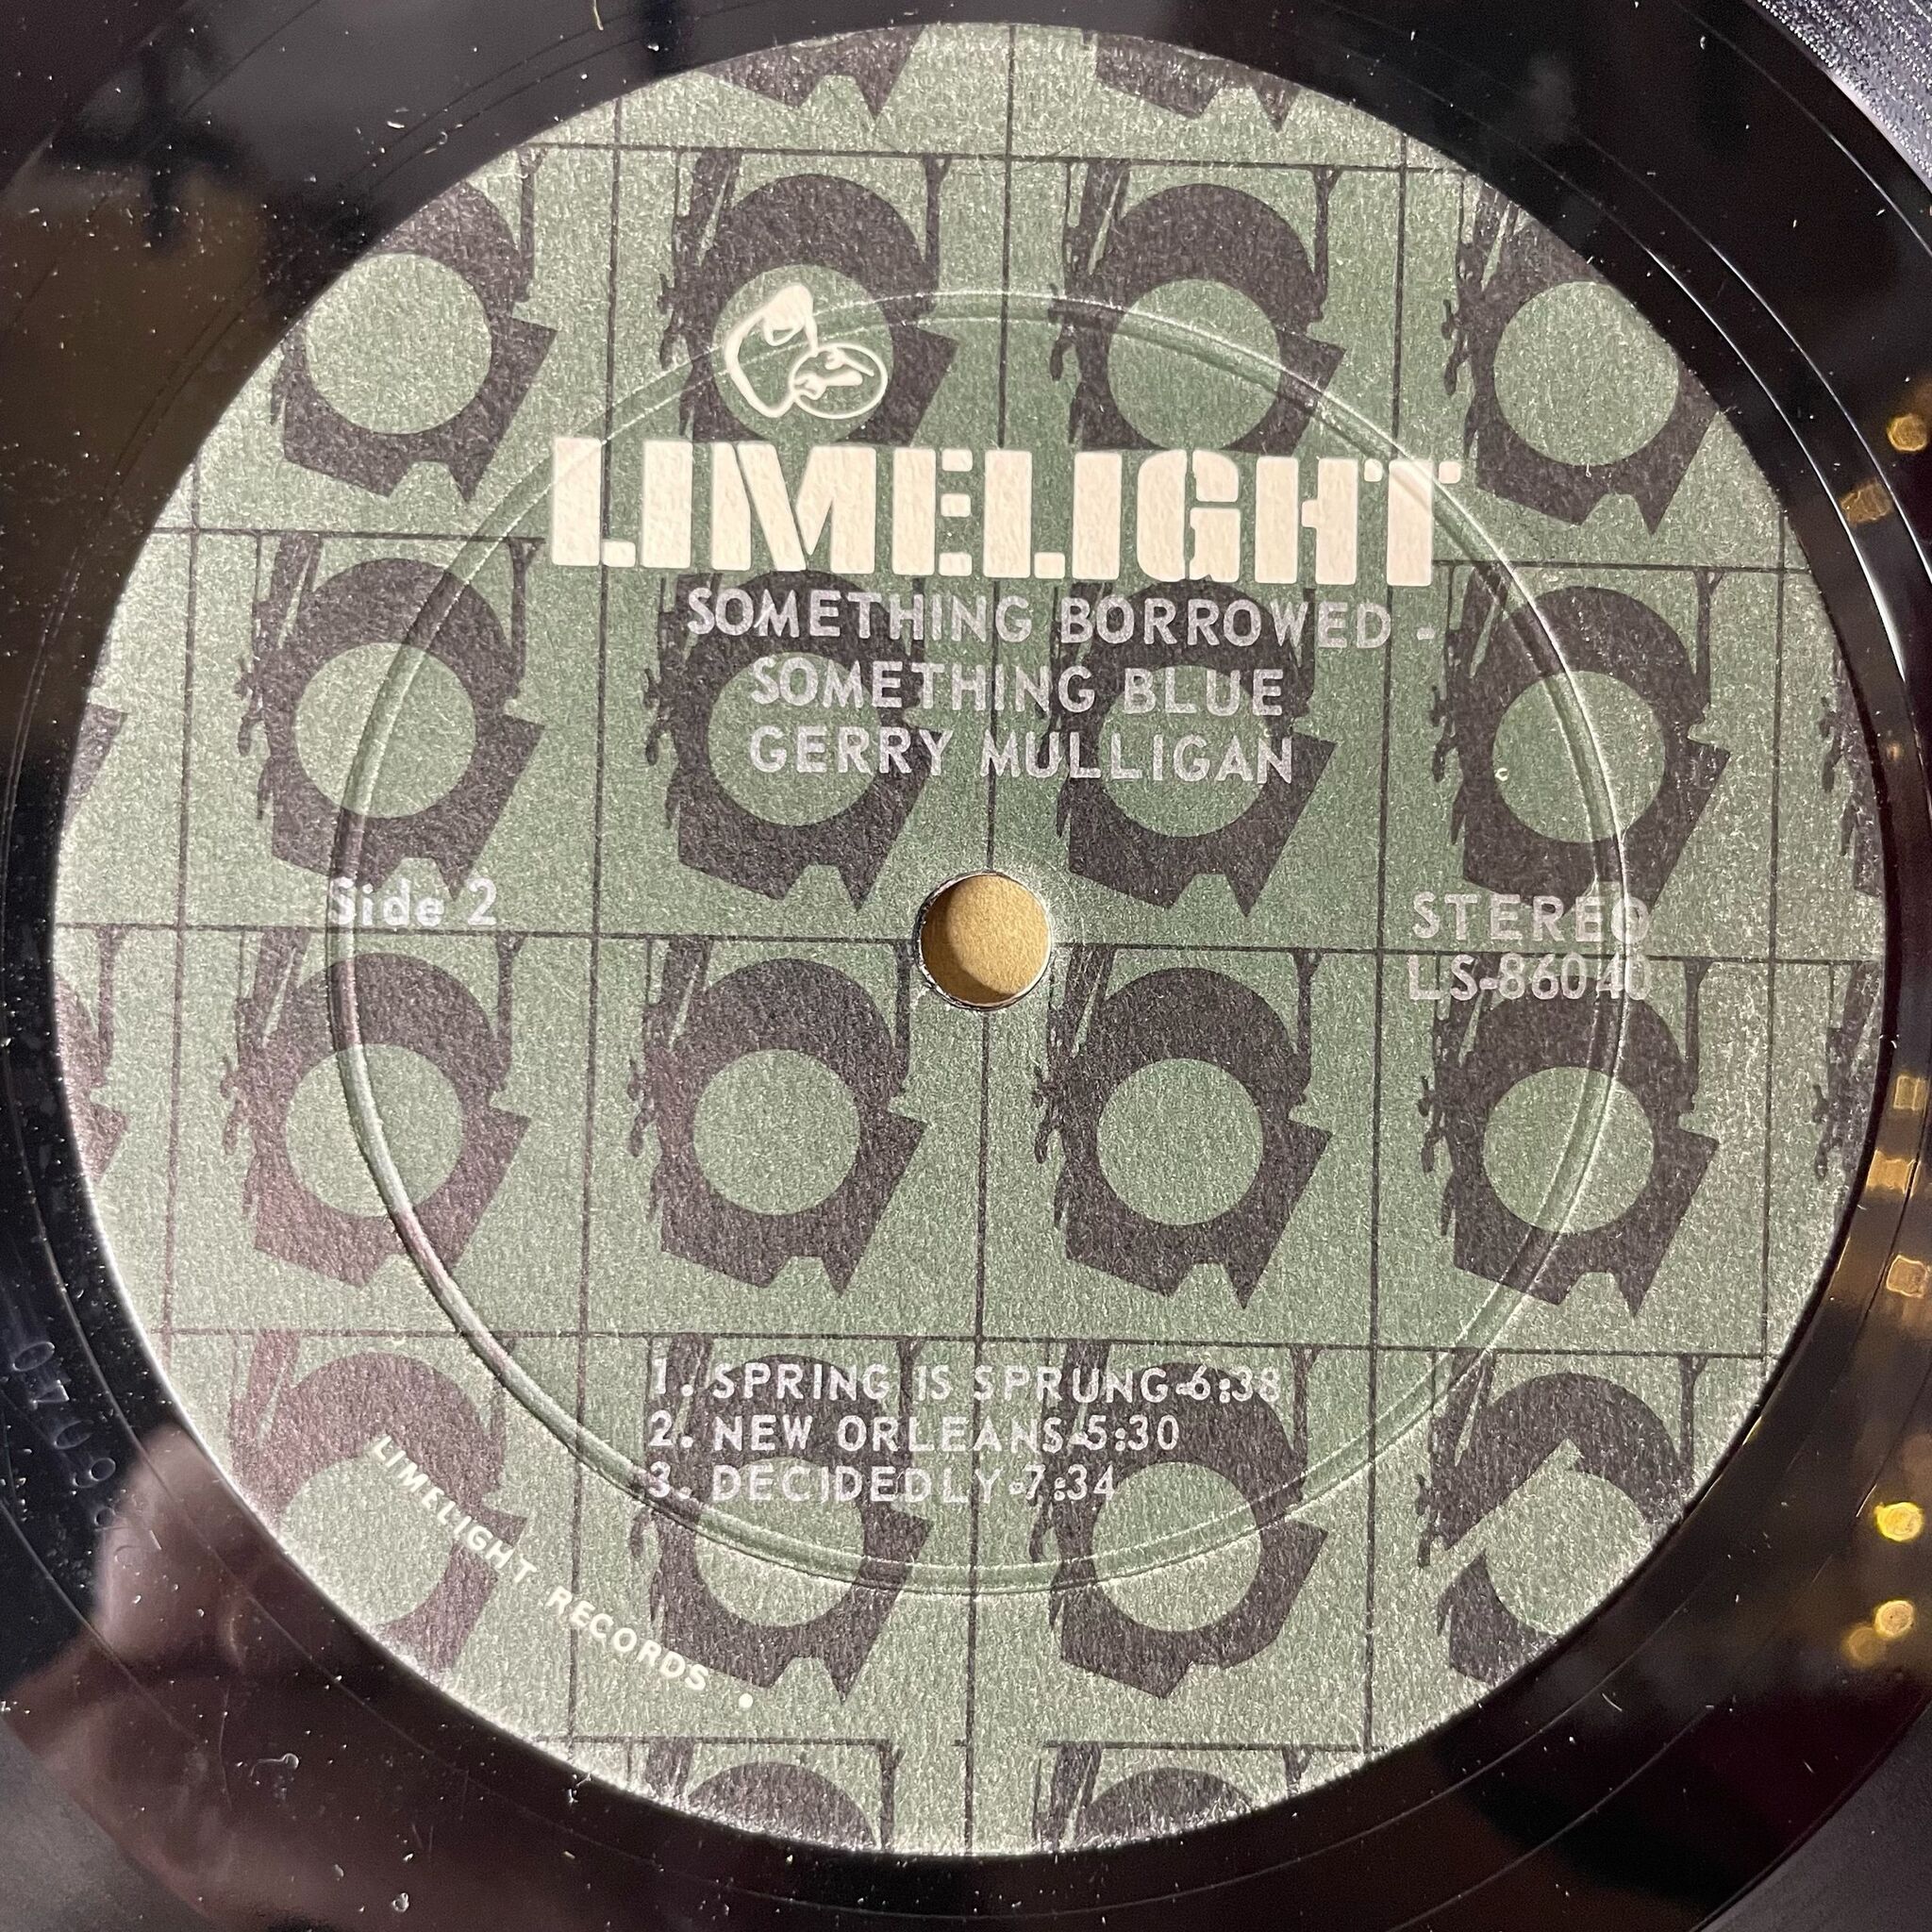 LIMELIGHT
SOMETHING BORROWED -
SOMETHING BLUE
GERRY MULLIGAN
Side 2
STEREO
LS-86040
1. SPRING IS SPRUNG-6:38
2. NEW ORLEANS-5:30
3. DECIDEDLY-7:34
LIMELIGHT RECORDS •